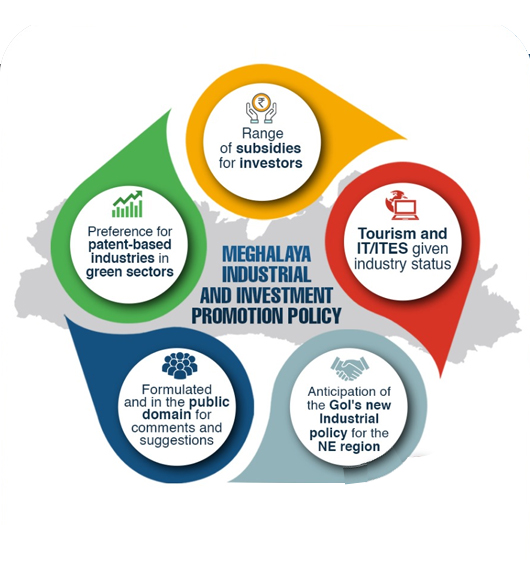 Range
of subsidies
for investors
Tourism and
IT/ITES given
industry status
Anticipation of
the GoI's new
Industrial
policy for the
NE region
Formulated
and in the public
domain for
comments and
suggestions
Preference for
patent-based
industries in
green sectors
MEGHALAYA
INDUSTRIAL
AND INVESTMENT
PROMOTION POLICY